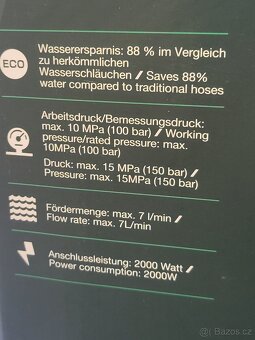 ECO
Wasserersparnis: 88 % im Vergleich
zu herkömmlichen
Wasserschläuchen / Saves 88%
water compared to traditional hoses
Arbeitsdruck/Bemessungsdruck:
max. 10 MPa (100 bar) / Working
pressure/rated pressure: max.
10MPa (100 bar)
Druck: max. 15 MPa (150 bar) /
Pressure: max. 15MPa (150 bar)
Fördermenge: max. 7 l/min /
Flow rate: max. 7L/min
Anschlussleistung: 2000 Watt /
Power consumption: 2000W
Bazos.cz